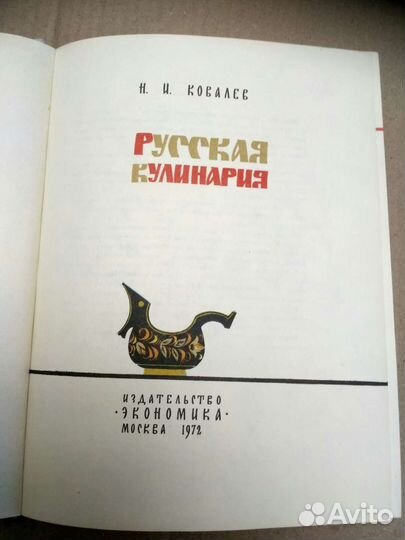 Н. И. КОВАЛЕВ
РУССКАЯ
КУЛИНАРИЯ
ИЗДАТЕЛЬСТВО
·ЭКОНОМИКА·
МОСКВА 1972
Avito